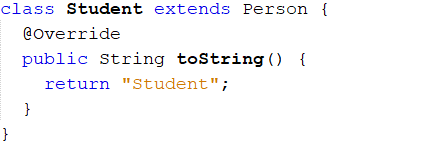 class Student extends Person {
  @Override
  public String toString() {
    return "Student";
  }
}